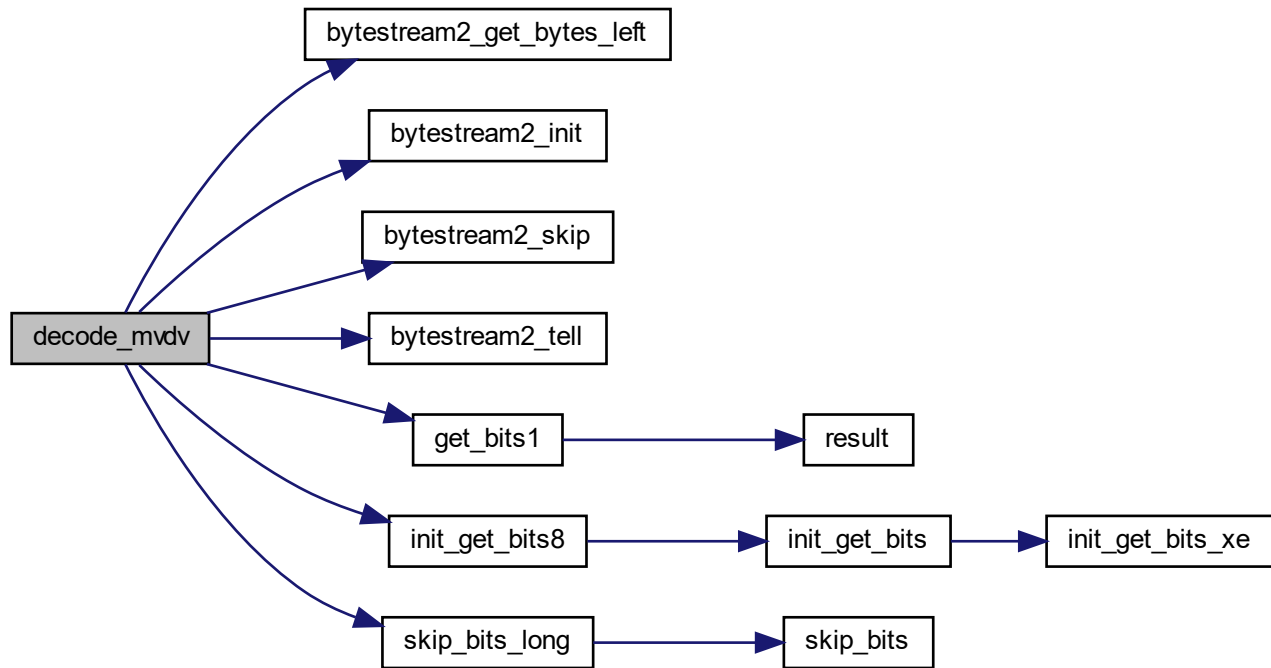 bytestream2_get_bytes_left
bytestream2_init
bytestream2_skip
decode_mvdv
bytestream2_tell
get_bits1
result
init_get_bits8
init_get_bits
init_get_bits_xe
skip_bits_long
skip_bits